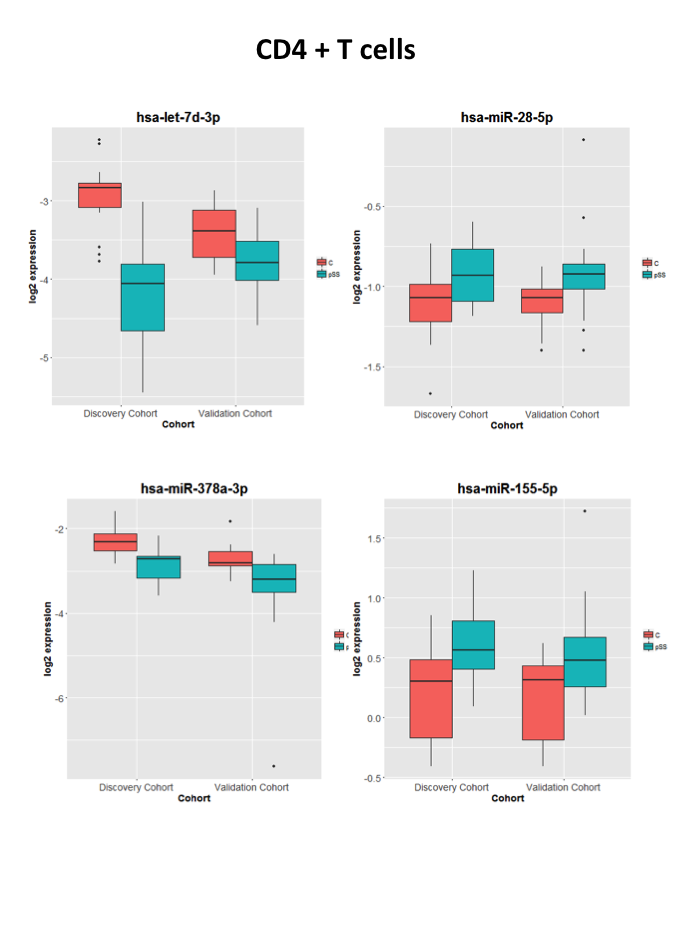 CD4 + T cells
hsa-let-7d-3p
log2 expression
-3
-4
-5
Discovery Cohort
Validation Cohort
Cohort
C
pSS
hsa-miR-28-5p
log2 expression
-0.5
-1.0
-1.5
Discovery Cohort
Validation Cohort
Cohort
C
pSS
hsa-miR-378a-3p
log2 expression
-2
-4
-6
Discovery Cohort
Validation Cohort
Cohort
hsa-miR-155-5p
log2 expression
1.5
1.0
0.5
0.0
-0.5
Discovery Cohort
Validation Cohort
Cohort
C
pSS